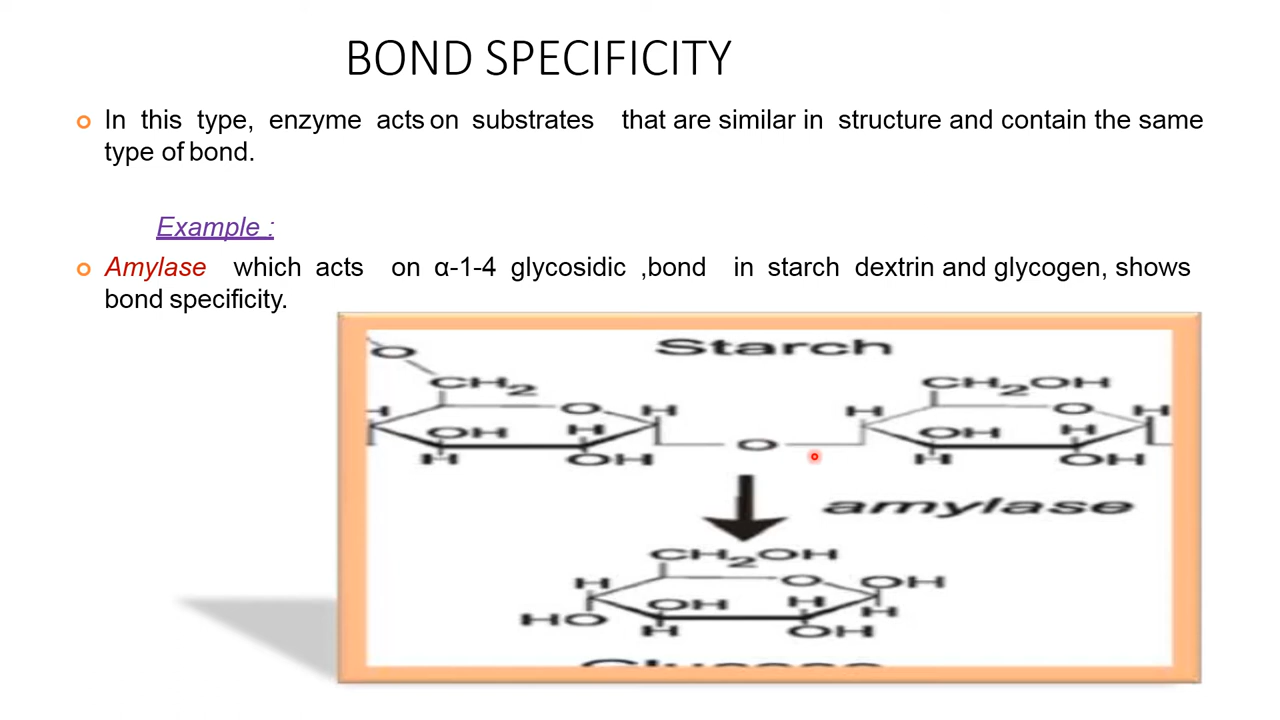 BOND SPECIFICITY
In this type, enzyme acts on substrates that are similar in structure and contain the same
type of bond.
Example :
Amylase which acts on α-1-4 glycosidic ,bond in starch dextrin and glycogen, shows
bond specificity.
Starch
O
CH2 CH2OH
H O H H O H
OH H OH H
H OH O H OH
amylase
CH2OH
H O OH
OH H H
HO H OH
Glucose